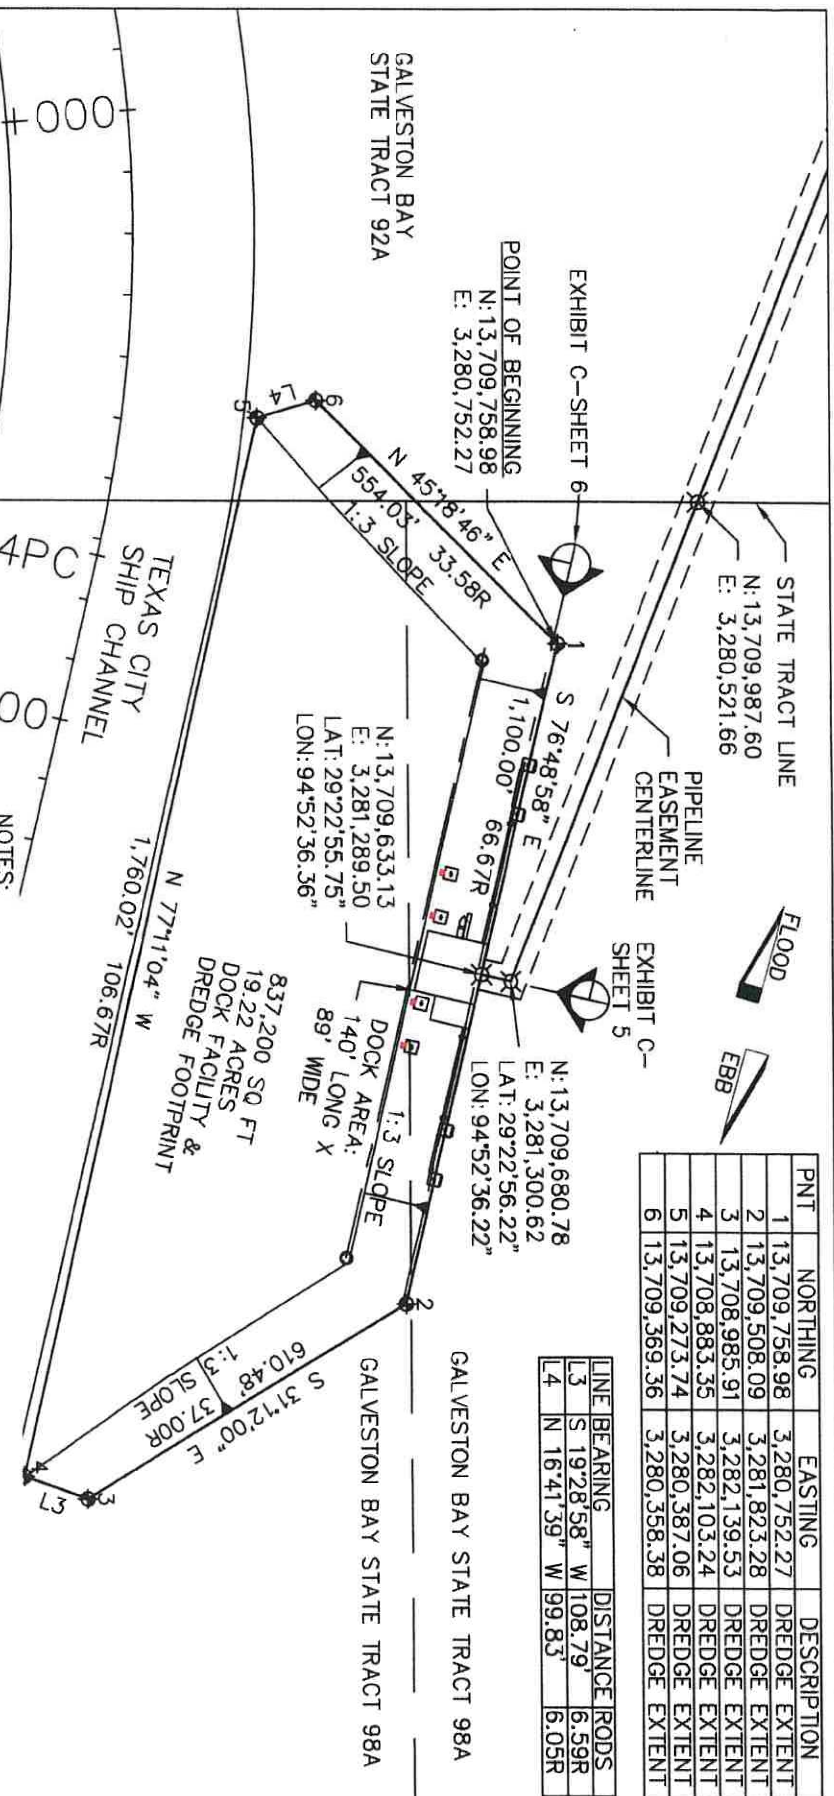 GALVESTON BAY
STATE TRACT 92A
EXHIBIT C-SHEET 6
POINT OF BEGINNING
N:13,709,758.98
E: 3,280,752.27
STATE TRACT LINE
N:13,709,987.60
E: 3,280,521.66
PIPELINE
EASEMENT
CENTERLINE
FLOOD
EBB
EXHIBIT C-
SHEET 5
PNT NORTHING EASTING DESCRIPTION
1 13,709,758.98 3,280,752.27 DREDGE EXTENT
2 13,709,508.09 3,281,823.28 DREDGE EXTENT
3 13,708,985.91 3,282,139.53 DREDGE EXTENT
4 13,708,883.35 3,282,103.24 DREDGE EXTENT
5 13,709,273.74 3,280,387.06 DREDGE EXTENT
6 13,709,369.36 3,280,358.38 DREDGE EXTENT
LINE BEARING DISTANCE RODS
L3 S 19°28'58" W 108.79' 6.59R
L4 N 16°41'39" W 99.83' 6.05R
1
S 76°48'58" E
1,100.00' 66.67R
N 45°18'46" E
554.03' 33.58R
1:3 SLOPE
6
L4
5
N:13,709,680.78
E: 3,281,300.62
LAT: 29°22'56.22"
LON: 94°52'36.22"
N:13,709,633.13
E: 3,281,289.50
LAT: 29°22'55.75"
LON: 94°52'36.36"
DOCK AREA:
140' LONG X
89' WIDE
1:3 SLOPE
2
GALVESTON BAY STATE TRACT 98A
GALVESTON BAY STATE TRACT 98A
837,200 SQ FT
19.22 ACRES
DOCK FACILITY &
DREDGE FOOTPRINT
610.48' 37.00R
S 31°12'00" E
1:3
SLOPE
3
L3
4
N 77°11'04" W
1,760.02' 106.67R
TEXAS CITY
SHIP CHANNEL
+000
4PC
00
NOTES: